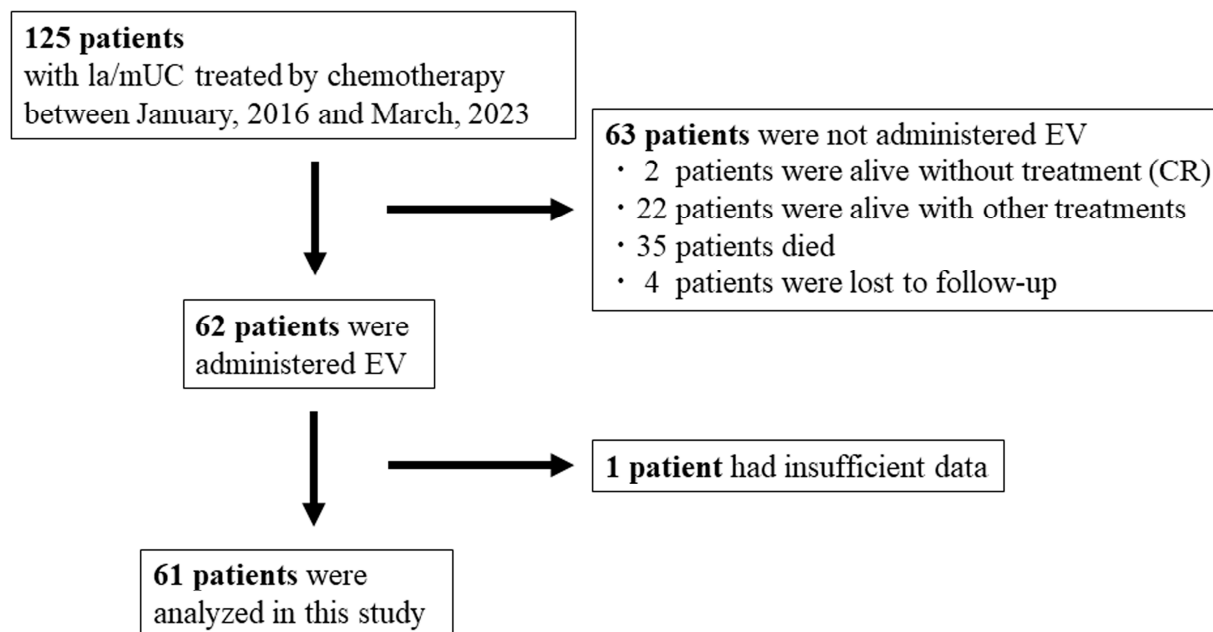 125 patients
with la/mUC treated by chemotherapy
between January, 2016 and March, 2023
63 patients were not administered EV
・ 2 patients were alive without treatment (CR)
・ 22 patients were alive with other treatments
・ 35 patients died
・ 4 patients were lost to follow-up
62 patients were
administered EV
1 patient had insufficient data
61 patients were
analyzed in this study